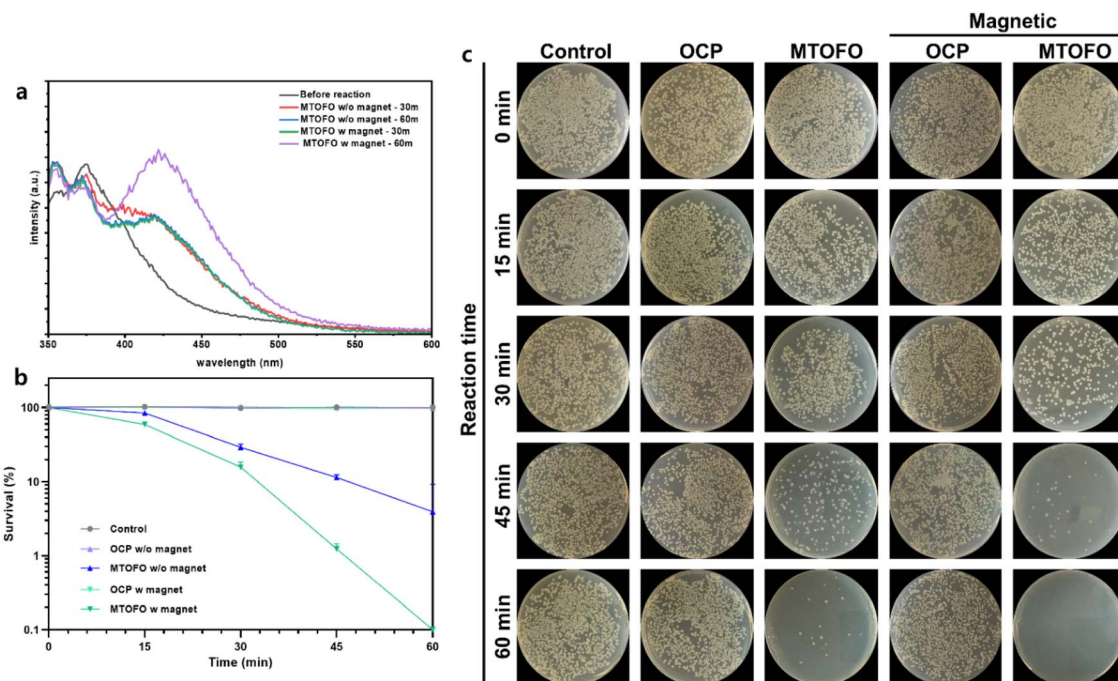 a
Before reaction
MTOFO w/o magnet - 30m
MTOFO w/o magnet - 60m
MTOFO w magnet - 30m
MTOFO w magnet - 60m
intensity (a.u.)
350 400 450 500 550 600
wavelength (nm)
b
100
10
1
0.1
Survival (%)
Control
OCP w/o magnet
MTOFO w/o magnet
OCP w magnet
MTOFO w magnet
0 15 30 45 60
Time (min)
c
Magnetic
Control OCP MTOFO OCP MTOFO
Reaction time
0 min
15 min
30 min
45 min
60 min